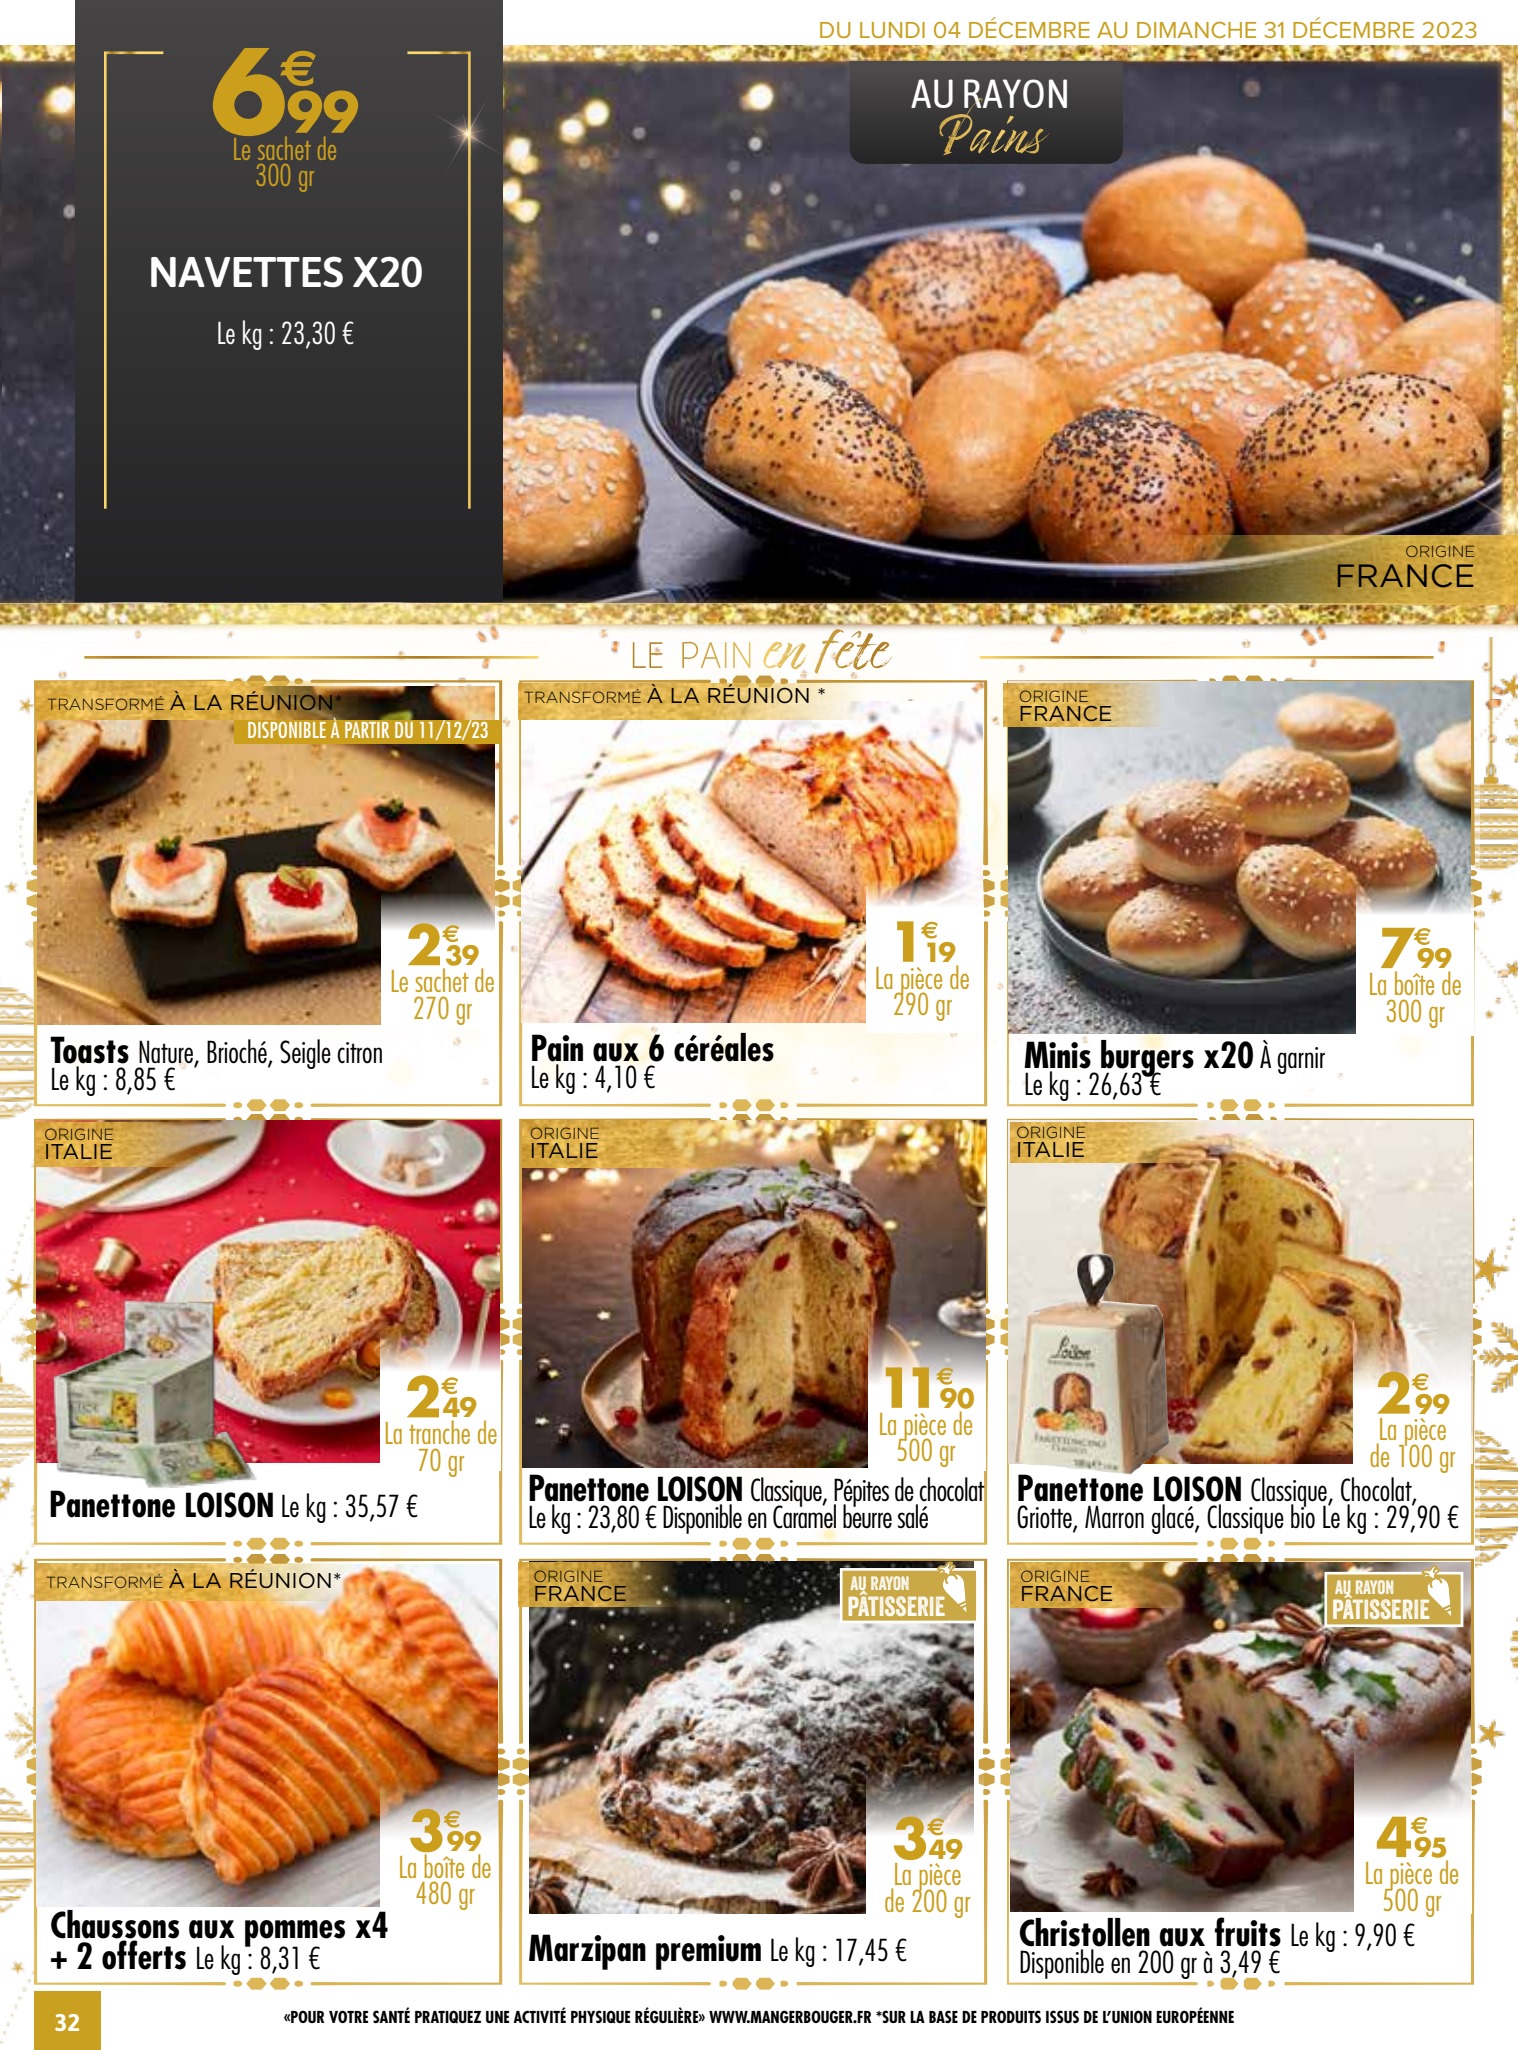 DU LUNDI 04 DÉCEMBRE AU DIMANCHE 31 DÉCEMBRE 2023
6€99
Le sachet de
300 gr
NAVETTES X20
Le kg : 23,30 €
AU RAYON
Pains
ORIGINE
FRANCE
LE PAIN en fête
TRANSFORMÉ À LA RÉUNION*
DISPONIBLE À PARTIR DU 11/12/23
2€39
Le sachet de
270 gr
Toasts Nature, Brioché, Seigle citron
Le kg : 8,85 €
TRANSFORMÉ À LA RÉUNION *
1€19
La pièce de
290 gr
Pain aux 6 céréales
Le kg : 4,10 €
ORIGINE
FRANCE
7€99
La boîte de
300 gr
Minis burgers x20 À garnir
Le kg : 26,63 €
ORIGINE
ITALIE
2€49
La tranche de
70 gr
Panettone LOISON Le kg : 35,57 €
ORIGINE
ITALIE
11€90
La pièce de
500 gr
Panettone LOISON Classique, Pépites de chocolat
Le kg : 23,80 € Disponible en Caramel beurre salé
ORIGINE
ITALIE
Loison
2€99
La pièce
de 100 gr
Panettone LOISON Classique, Chocolat,
Griotte, Marron glacé, Classique bio Le kg : 29,90 €
TRANSFORMÉ À LA RÉUNION*
3€99
La boîte de
480 gr
Chaussons aux pommes x4
+ 2 offerts Le kg : 8,31 €
ORIGINE
FRANCE
AU RAYON
PÂTISSERIE
3€49
La pièce
de 200 gr
Marzipan premium Le kg : 17,45 €
ORIGINE
FRANCE
AU RAYON
PÂTISSERIE
4€95
La pièce de
500 gr
Christollen aux fruits Le kg : 9,90 €
Disponible en 200 gr à 3,49 €
32
«POUR VOTRE SANTÉ PRATIQUEZ UNE ACTIVITÉ PHYSIQUE RÉGULIÈRE» WWW.MANGERBOUGER.FR *SUR LA BASE DE PRODUITS ISSUS DE L'UNION EUROPÉENNE